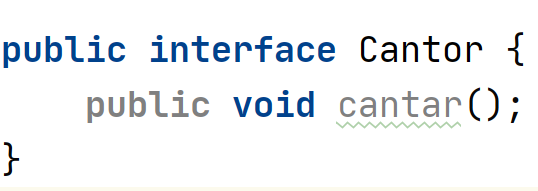 public interface Cantor {
    public void cantar();
}